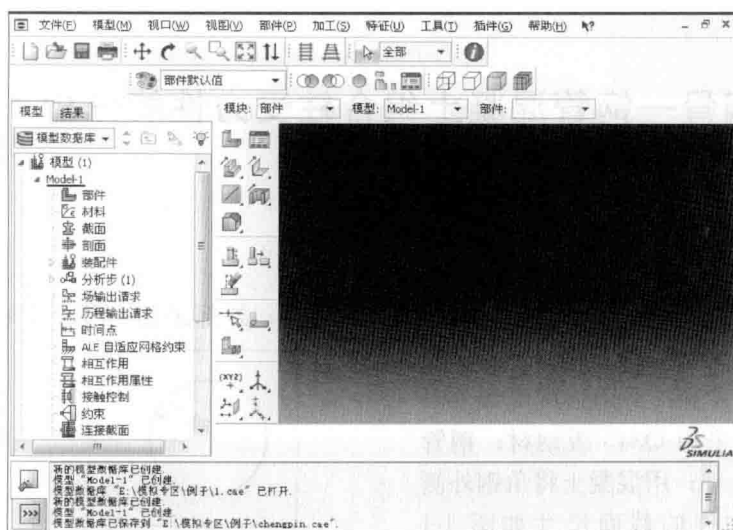 文件(F) 模型(M) 视口(W) 视图(V) 部件(P) 加工(S) 特征(U) 工具(T) 插件(G) 帮助(H)
全部
部件默认值
模型 结果 模块: 部件 模型: Model-1 部件:
模型数据库
模型 (1)
Model-1
部件
材料
截面
剖面
装配件
分析步 (1)
场输出请求
历程输出请求
时间点
ALE 自适应网格约束
相互作用
相互作用属性
接触控制
约束
连接截面
(XYZ)
SIMULIA
新的模型数据库已创建.
模型 "Model-1" 已创建.
模型数据库 "E:\模拟专区\例子\1.cae" 已打开.
新的模型数据库已创建.
模型 "Model-1" 已创建.
模型数据库已保存到 "E:\模拟专区\例子\chengpin.cae".